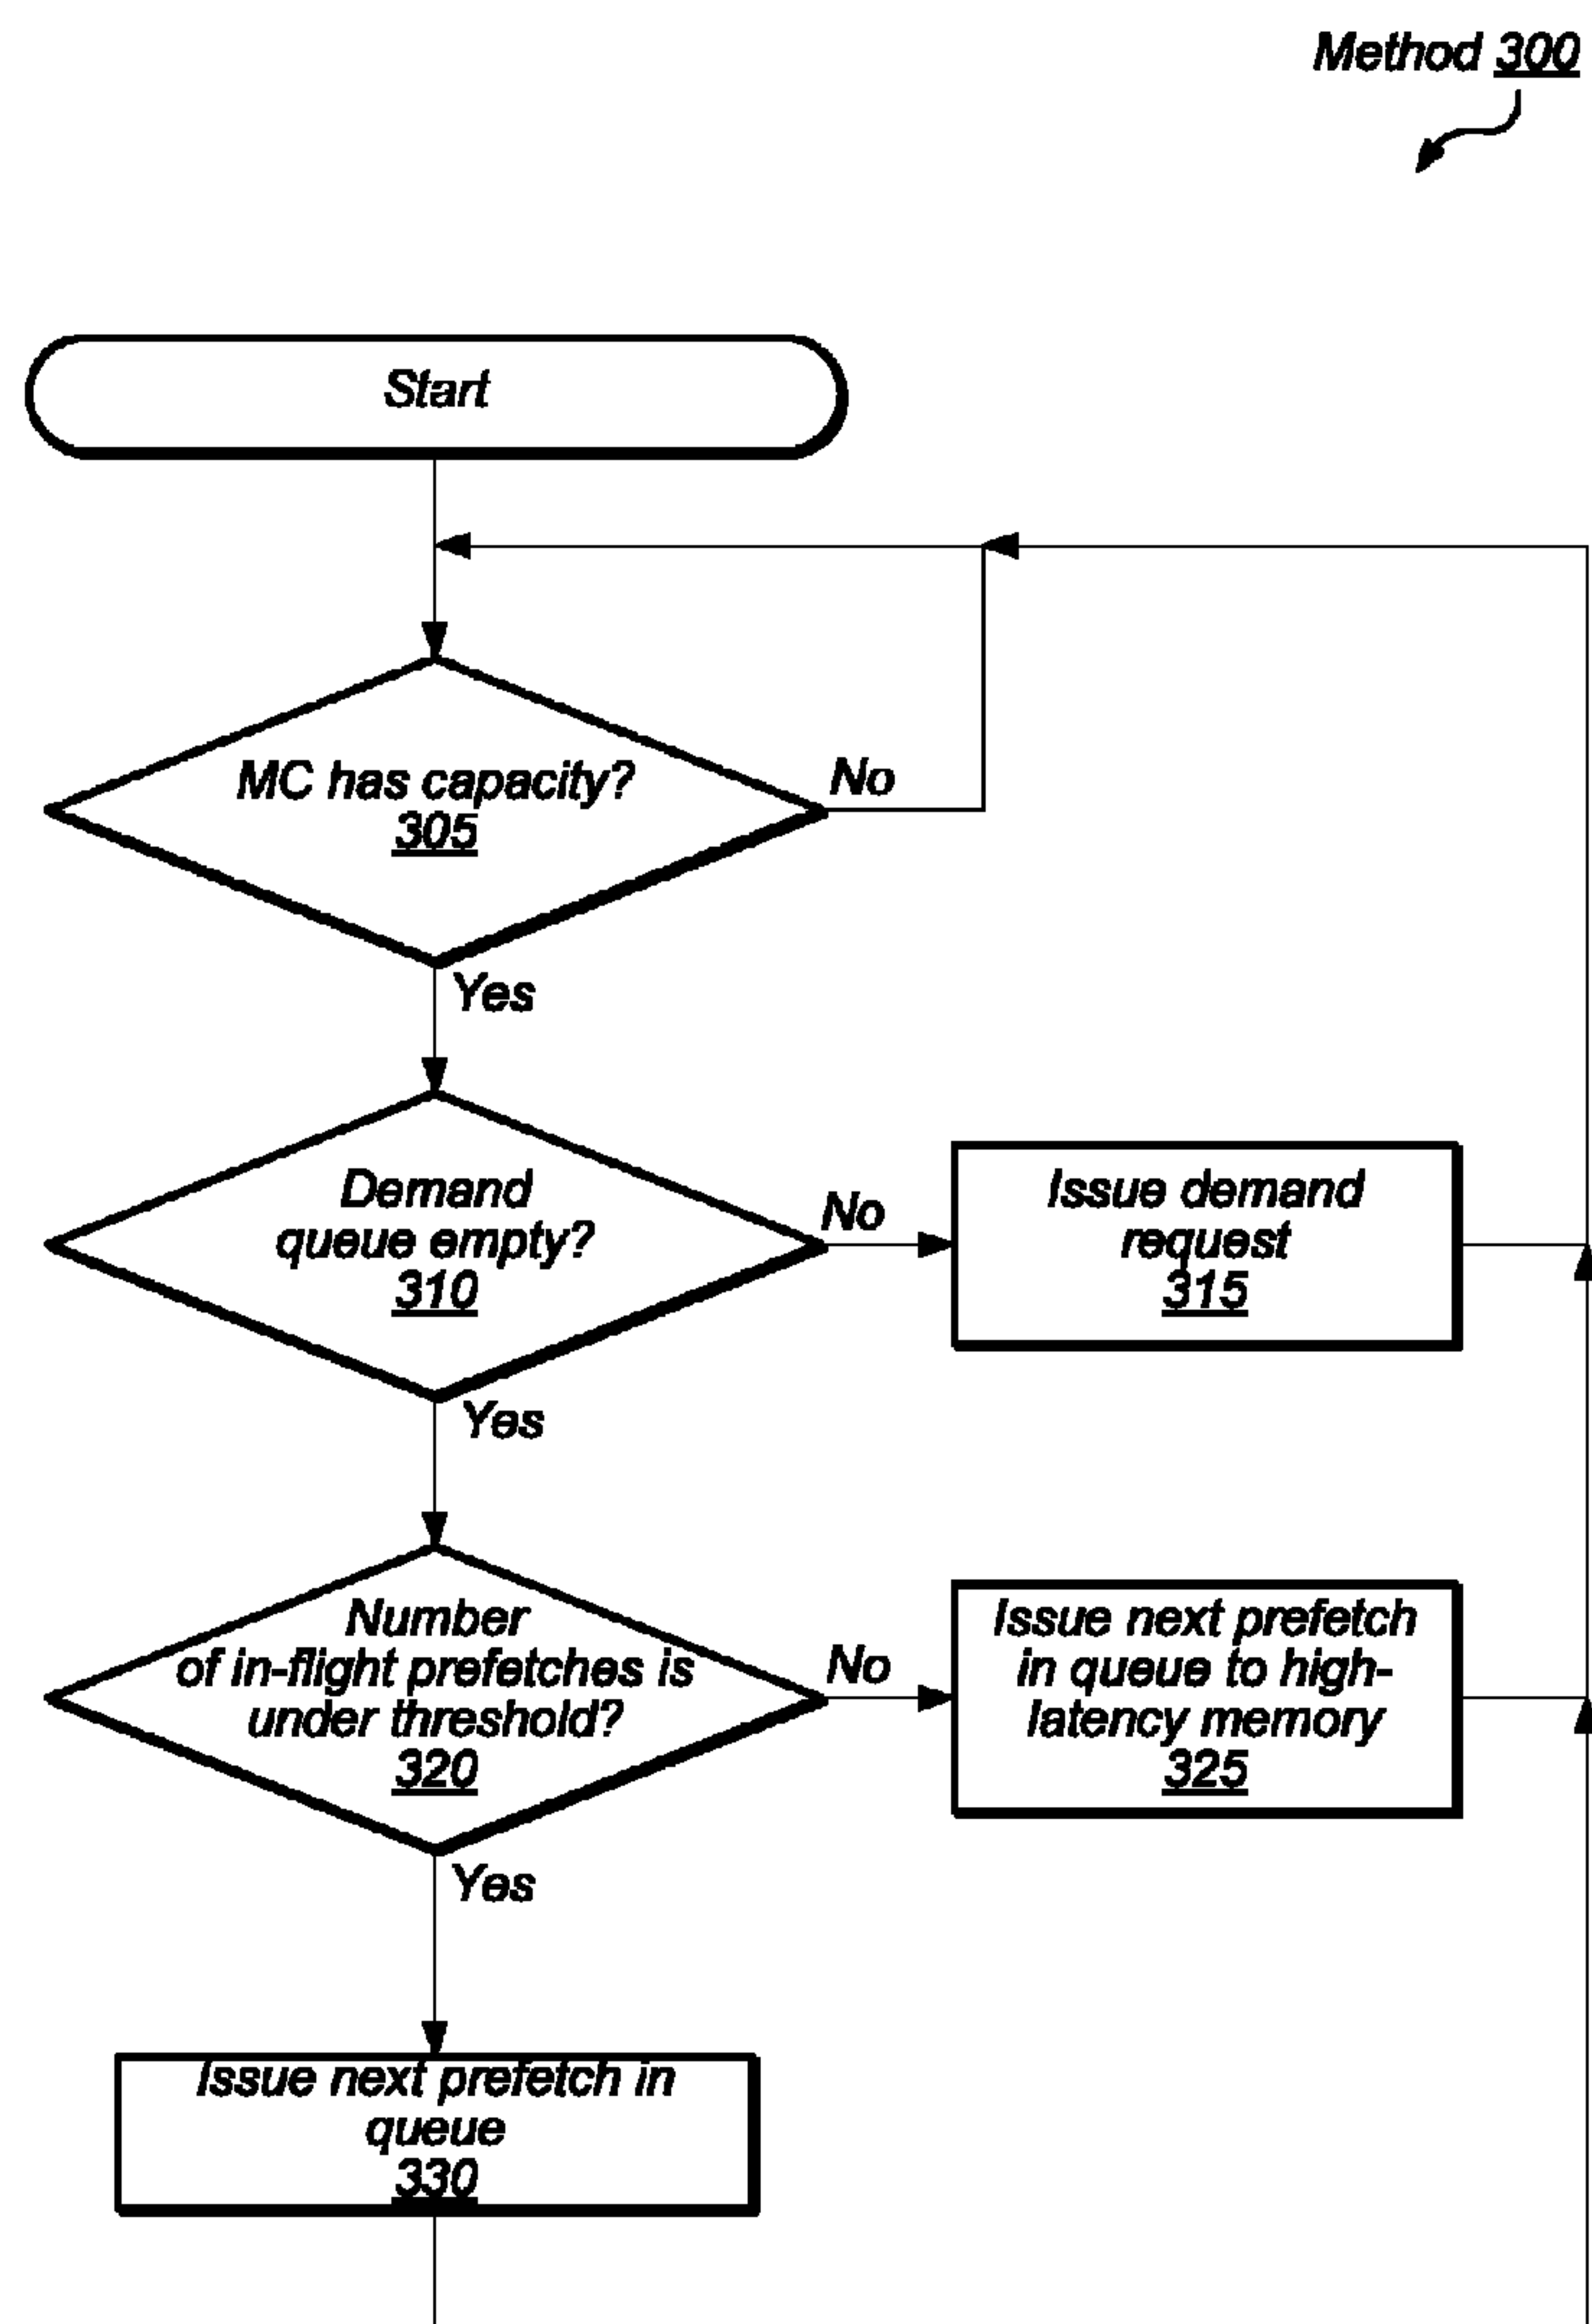 Method 300
Start
MC has capacity?
305
No
Yes
Demand
queue empty?
310
No
Issue demand
request
315
Yes
Number
of in-flight prefetches is
under threshold?
320
No
Issue next prefetch
in queue to high-
latency memory
325
Yes
Issue next prefetch in
queue
330